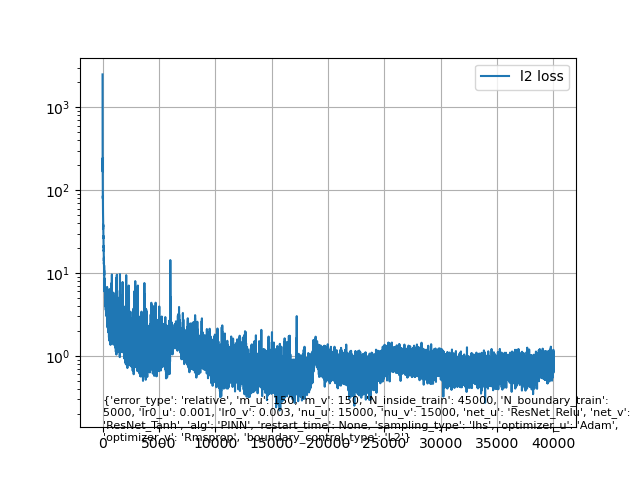 l2 loss
10³
10²
10¹
10⁰
{'error_type': 'relative', 'm_u': 150, 'm_v': 150, 'N_inside_train': 45000, 'N_boundary_train':
5000, 'lr0_u': 0.001, 'lr0_v': 0.003, 'nu_u': 15000, 'nu_v': 15000, 'net_u': 'ResNet_Relu', 'net_v':
'ResNet_Tanh', 'alg': 'PINN', 'restart_time': None, 'sampling_type': 'lhs', 'optimizer_u': 'Adam',
'optimizer_v': 'Rmsprop', 'boundary_control_type': 'L2'}
0 5000 10000 15000 20000 25000 30000 35000 40000